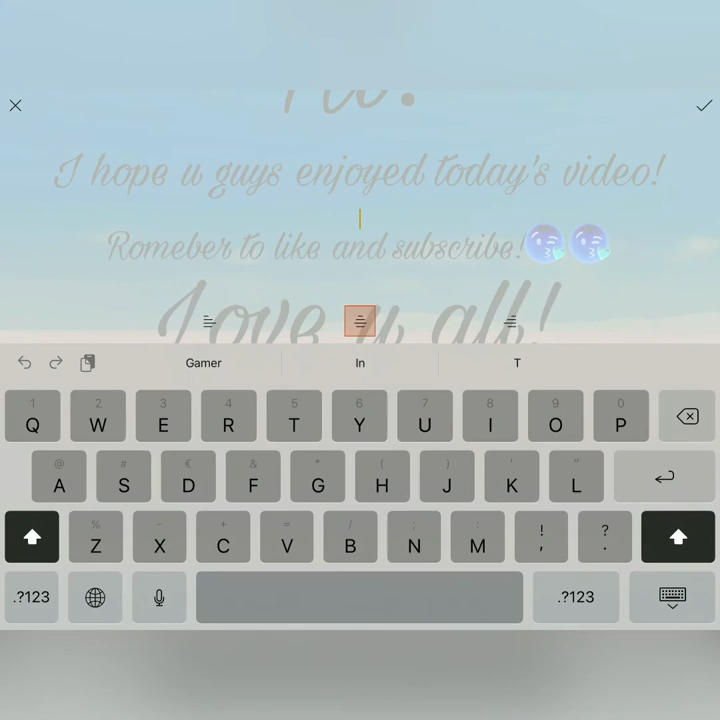 I hope u guys enjoyed today's video!
Romeber to like and subscribe!😘😘
Love u all!
Gamer In T
1 2 3 4 5 6 7 8 9 0
Q W E R T Y U I O P
@ # € & * ( ) ' "
A S D F G H J K L
% - + = / ; : ! ?
Z X C V B N M , .
.?123 .?123